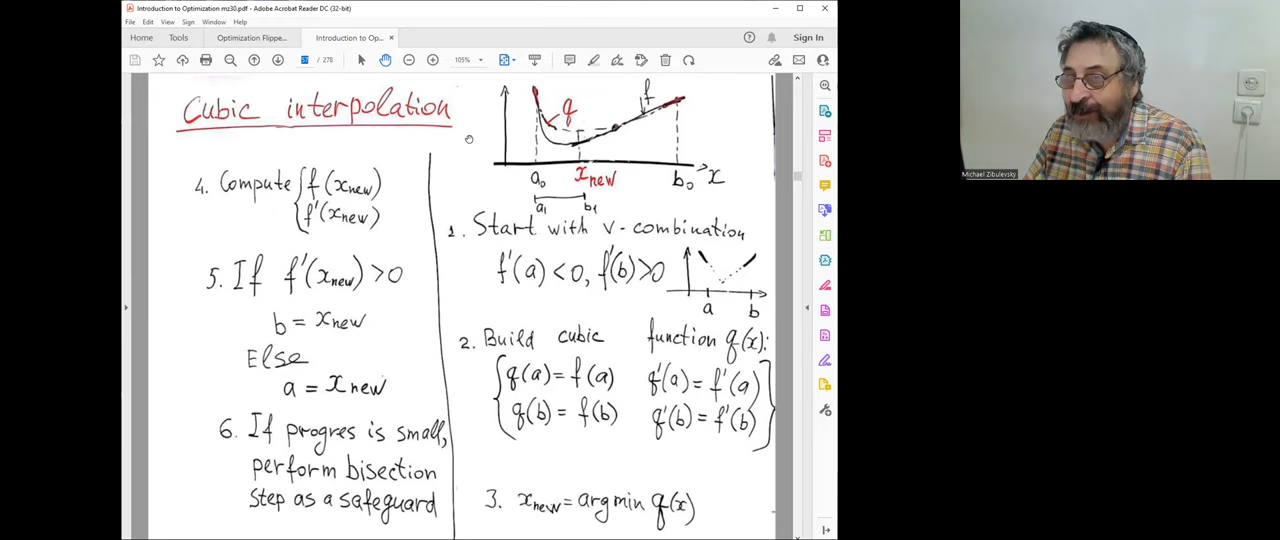 Introduction to Optimization mz30.pdf - Adobe Acrobat Reader DC (32-bit)
File Edit View Sign Window Help
Home Tools Optimization Flippe... Introduction to Op... × Sign In
57 / 278 105%
Cubic interpolation
4. Compute { f(xnew)
f'(xnew)
5. If f'(xnew) > 0
b = xnew
Else
a = xnew
6. If progres is small,
perform bisection
step as a safeguard
q f
a₀ xnew b₀ x
a₁ b₁
1. Start with v-combination
f'(a) < 0, f'(b) > 0
a b
2. Build cubic function q(x):
{ q(a) = f(a) q'(a) = f'(a)
q(b) = f(b) q'(b) = f'(b) }
3. xnew = argmin q(x)
Michael Zibulevsky